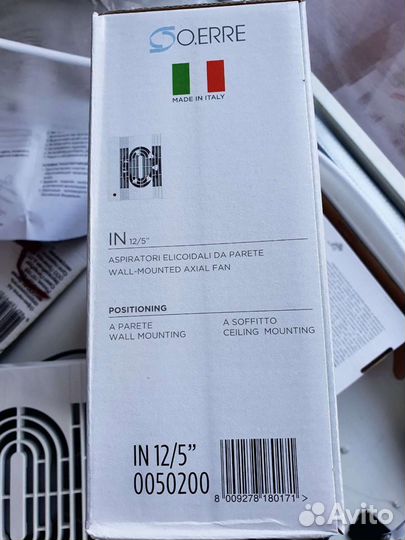 O.ERRE
MADE IN ITALY
IN 12/5"
ASPIRATORI ELICOIDALI DA PARETE
WALL-MOUNTED AXIAL FAN
POSITIONING
A PARETE
WALL MOUNTING
A SOFFITTO
CEILING MOUNTING
IN 12/5"
0050200
8 009278 180171 >
Avito